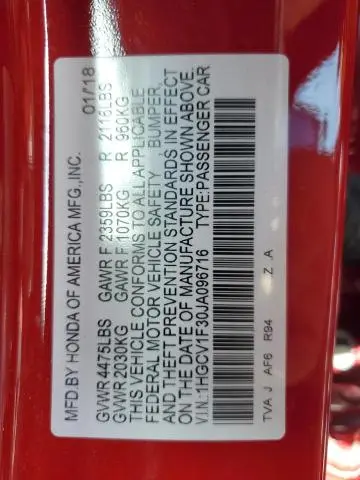 MFD.BY HONDA OF AMERICA MFG.,INC. 01/18
GVWR 4475LBS GAWR F 2359LBS R 2116LBS
GVWR 2030KG GAWR F 1070KG R 960KG
THIS VEHICLE CONFORMS TO ALL APPLICABLE
FEDERAL MOTOR VEHICLE SAFETY , BUMPER,
AND THEFT PREVENTION STANDARDS IN EFFECT
ON THE DATE OF MANUFACTURE SHOWN ABOVE.
V.I.N.:1HGCV1F30JA096716 TYPE:PASSENGER CAR
TVA J AF6 R94 Z A